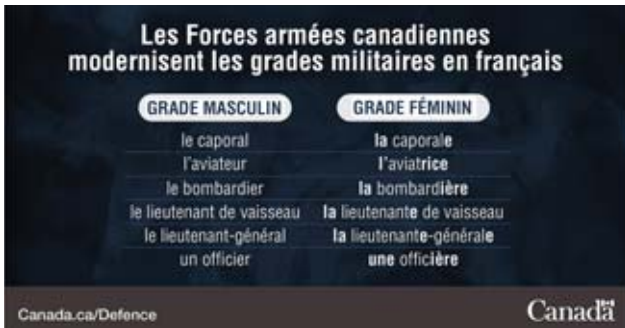 Les Forces armées canadiennes
modernisent les grades militaires en français
GRADE MASCULIN GRADE FÉMININ
le caporal la caporale
l'aviateur l'aviatrice
le bombardier la bombardière
le lieutenant de vaisseau la lieutenante de vaisseau
le lieutenant-général la lieutenante-générale
un officier une officière
Canada.ca/Defence Canada